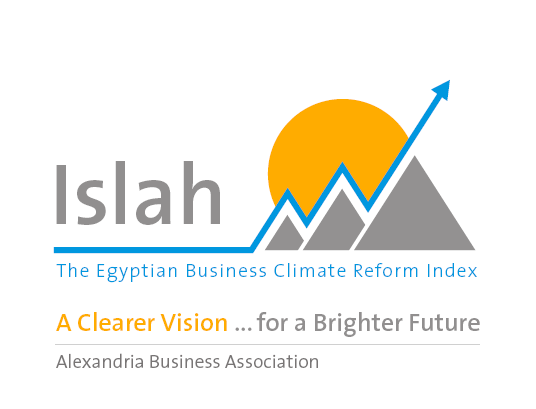 Islah
The Egyptian Business Climate Reform Index
A Clearer Vision ... for a Brighter Future
Alexandria Business Association